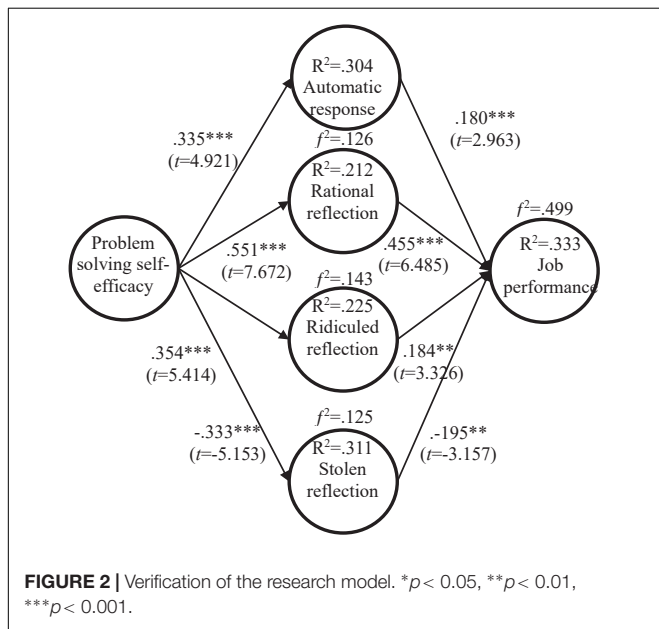 R²=.304
Automatic
response
.335***
(t=4.921)
.180***
(t=2.963)
f²=.126
R²=.212
Rational
reflection
f²=.499
Problem
solving self-
efficacy
.551***
(t=7.672)
.455***
(t=6.485)
R²=.333
Job
performance
f²=.143
R²=.225
Ridiculed
reflection
.354***
(t=5.414)
.184**
(t=3.326)
f²=.125
-.333***
(t=-5.153)
R²=.311
Stolen
reflection
.-195**
(t=-3.157)
FIGURE 2 | Verification of the research model. *p< 0.05, **p< 0.01,
***p< 0.001.